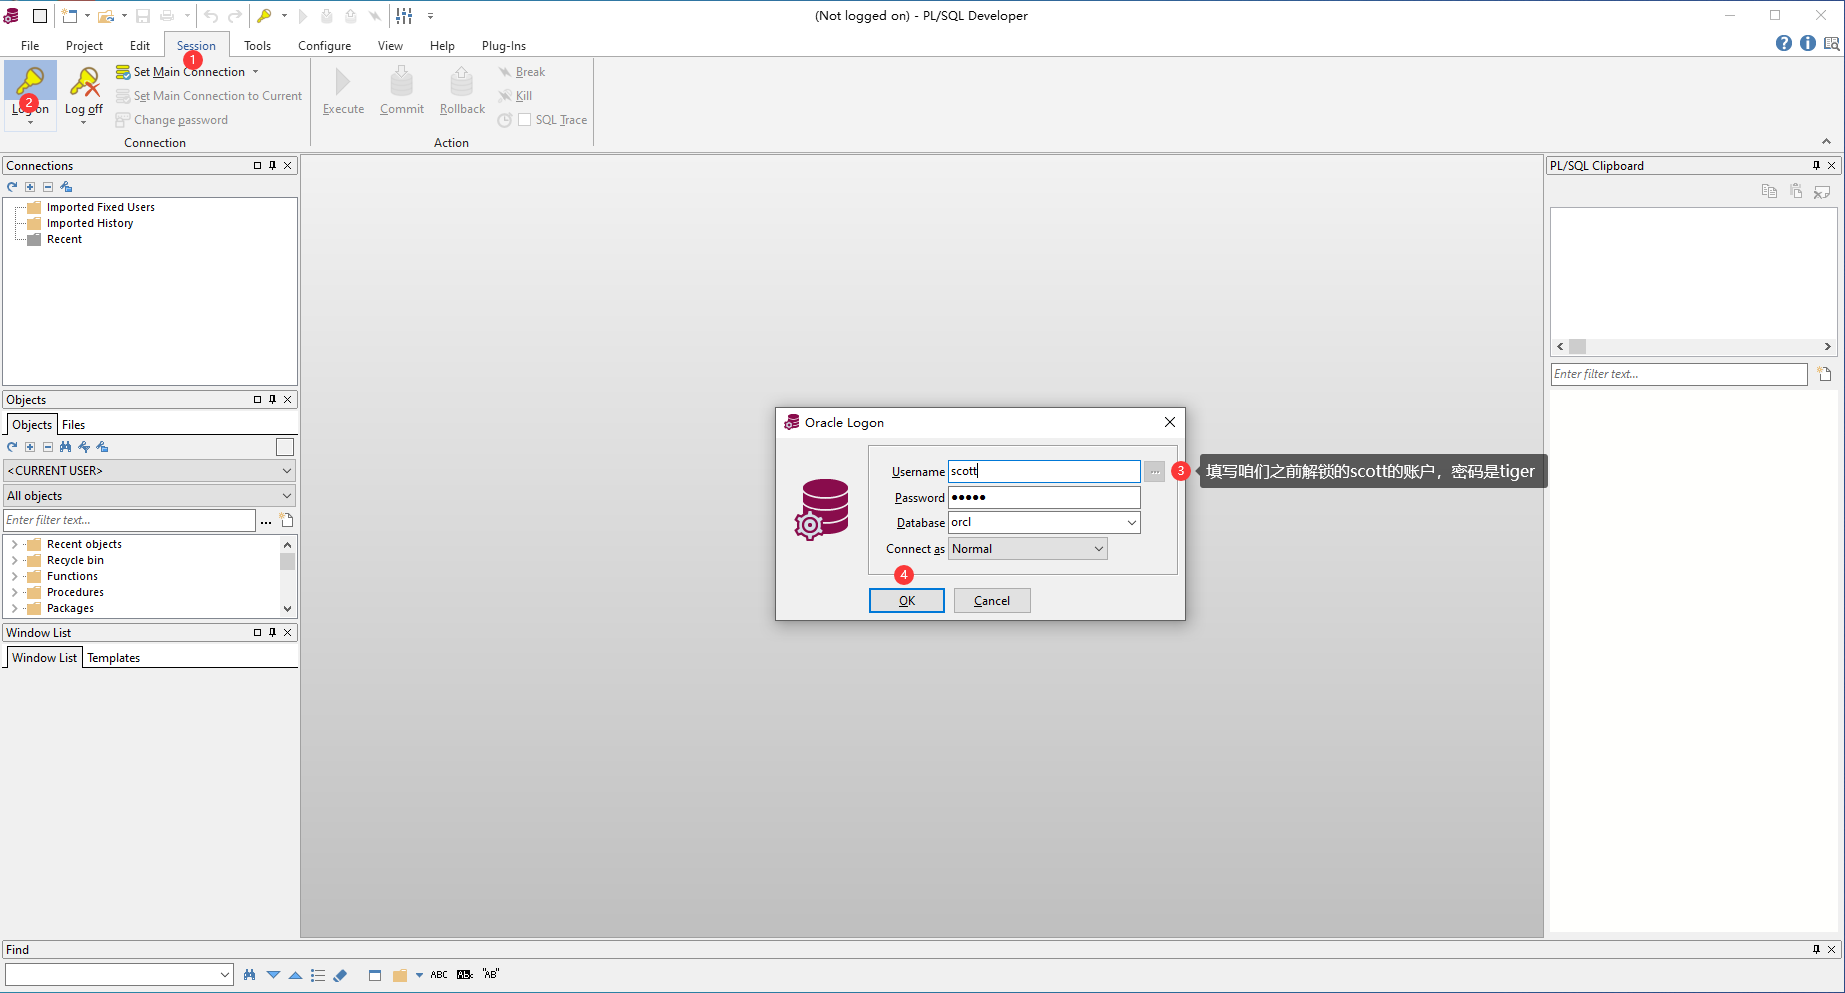 (Not logged on) - PL/SQL Developer
File Project Edit Session Tools Configure View Help Plug-Ins
1
Set Main Connection
Set Main Connection to Current
Change password
2
Log on
Log off
Connection
Execute
Commit
Rollback
Break
Kill
SQL Trace
Action
Connections
Imported Fixed Users
Imported History
Recent
Objects
Objects Files
<CURRENT USER>
All objects
Enter filter text...
Recent objects
Recycle bin
Functions
Procedures
Packages
Window List
Window List Templates
Oracle Logon
Username scott
3 填写咱们之前解锁的scott的账户，密码是tiger
Password •••••
Database orcl
Connect as Normal
4
OK Cancel
PL/SQL Clipboard
Enter filter text...
Find
ABC AB "AB"